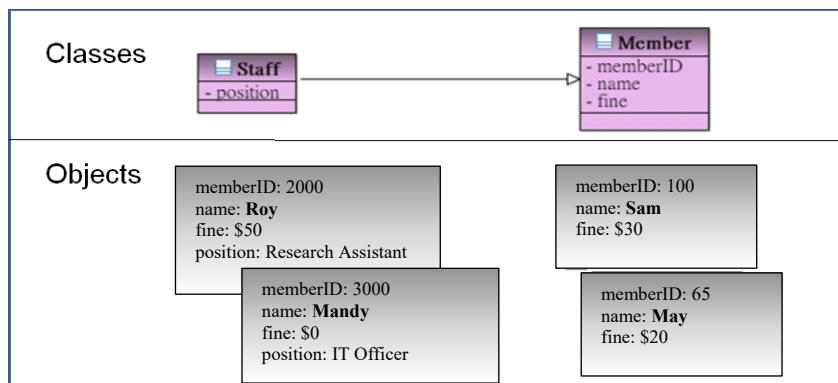 Classes
Staff
- position
Member
- memberID
- name
- fine
Objects
memberID: 2000
name: Roy
fine: $50
position: Research Assistant
memberID: 3000
name: Mandy
fine: $0
position: IT Officer
memberID: 100
name: Sam
fine: $30
memberID: 65
name: May
fine: $20